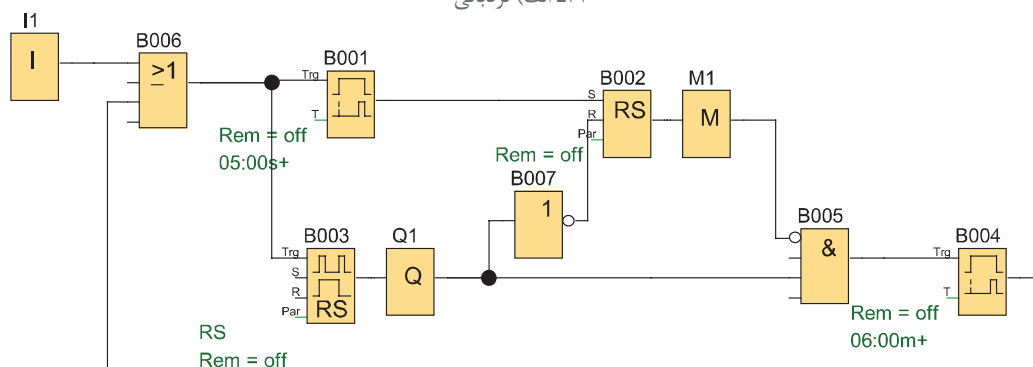 I1
I
B006
≥1
B001
Trg
T
Rem = off
05:00s+
B002
S
R
Par
RS
Rem = off
M1
M
B007
1
B003
Trg
S
R
Par
RS
RS
Rem = off
Q1
Q
B005
&
B004
Trg
T
Rem = off
06:00m+